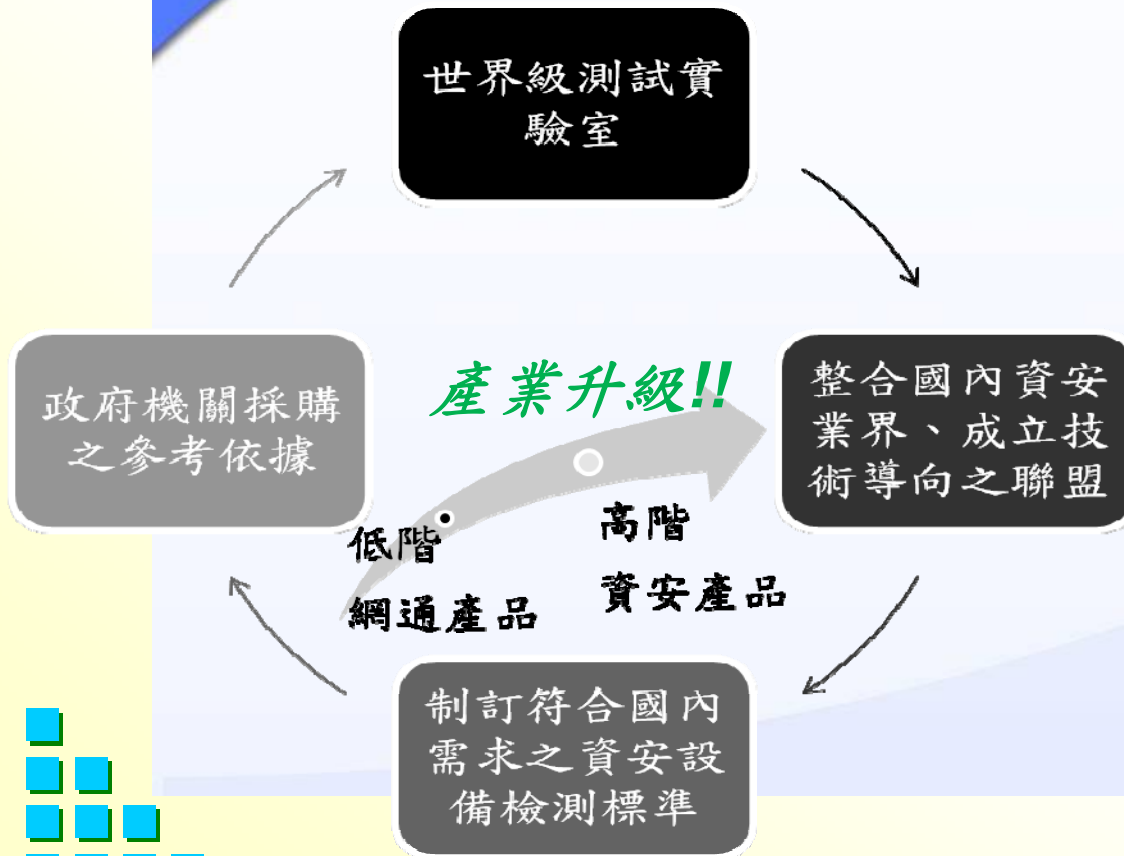 世界級測試實
驗室
政府機關採購
之參考依據
產業升級!!
整合國內資安
業界、成立技
術導向之聯盟
低階
網通產品
高階
資安產品
制訂符合國內
需求之資安設
備檢測標準